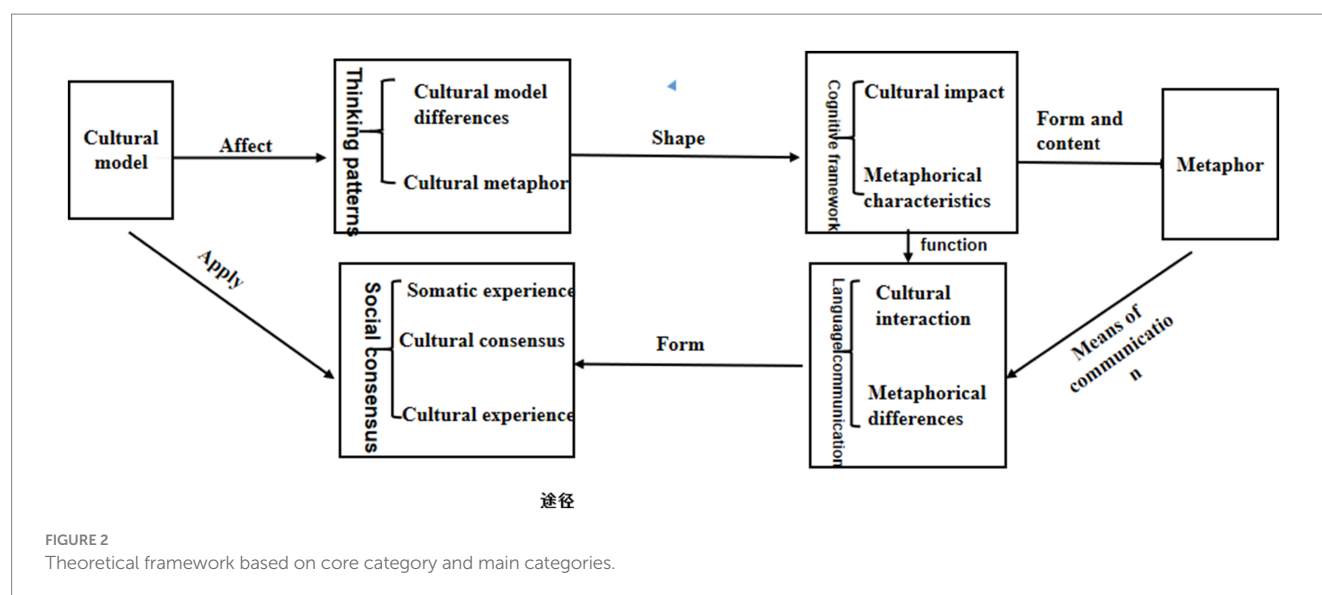 Cultural
model
Affect
Thinking patterns
Cultural model
differences
Cultural metaphor
Shape
Cognitive framework
Cultural impact
Metaphorical
characteristics
Form and
content
Metaphor
Apply
function
Social consensus
Somatic experience
Cultural consensus
Cultural experience
Form
Language communication
Cultural
interaction
Metaphorical
differences
Means of
communicatio
n
途径
FIGURE 2
Theoretical framework based on core category and main categories.